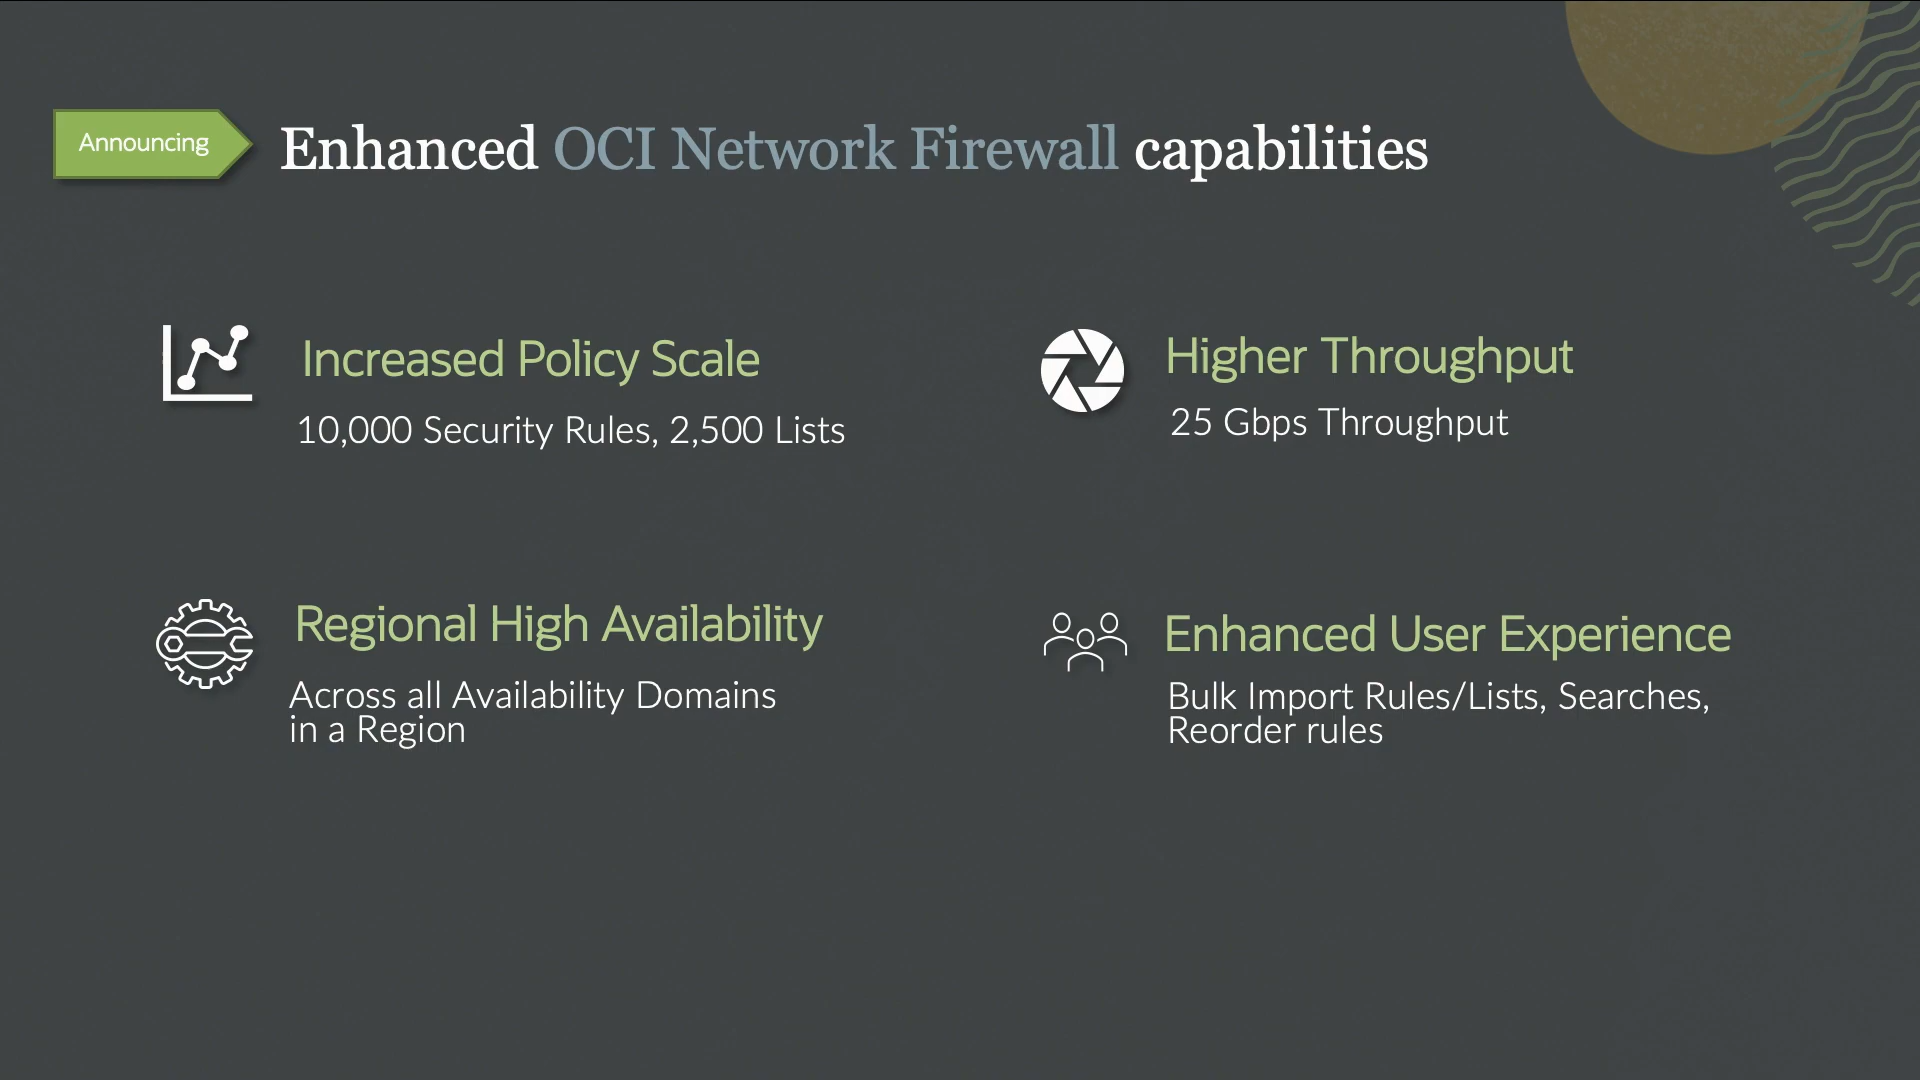 Announcing
Enhanced OCI Network Firewall capabilities
Increased Policy Scale
10,000 Security Rules, 2,500 Lists
Higher Throughput
25 Gbps Throughput
Regional High Availability
Across all Availability Domains
in a Region
Enhanced User Experience
Bulk Import Rules/Lists, Searches,
Reorder rules